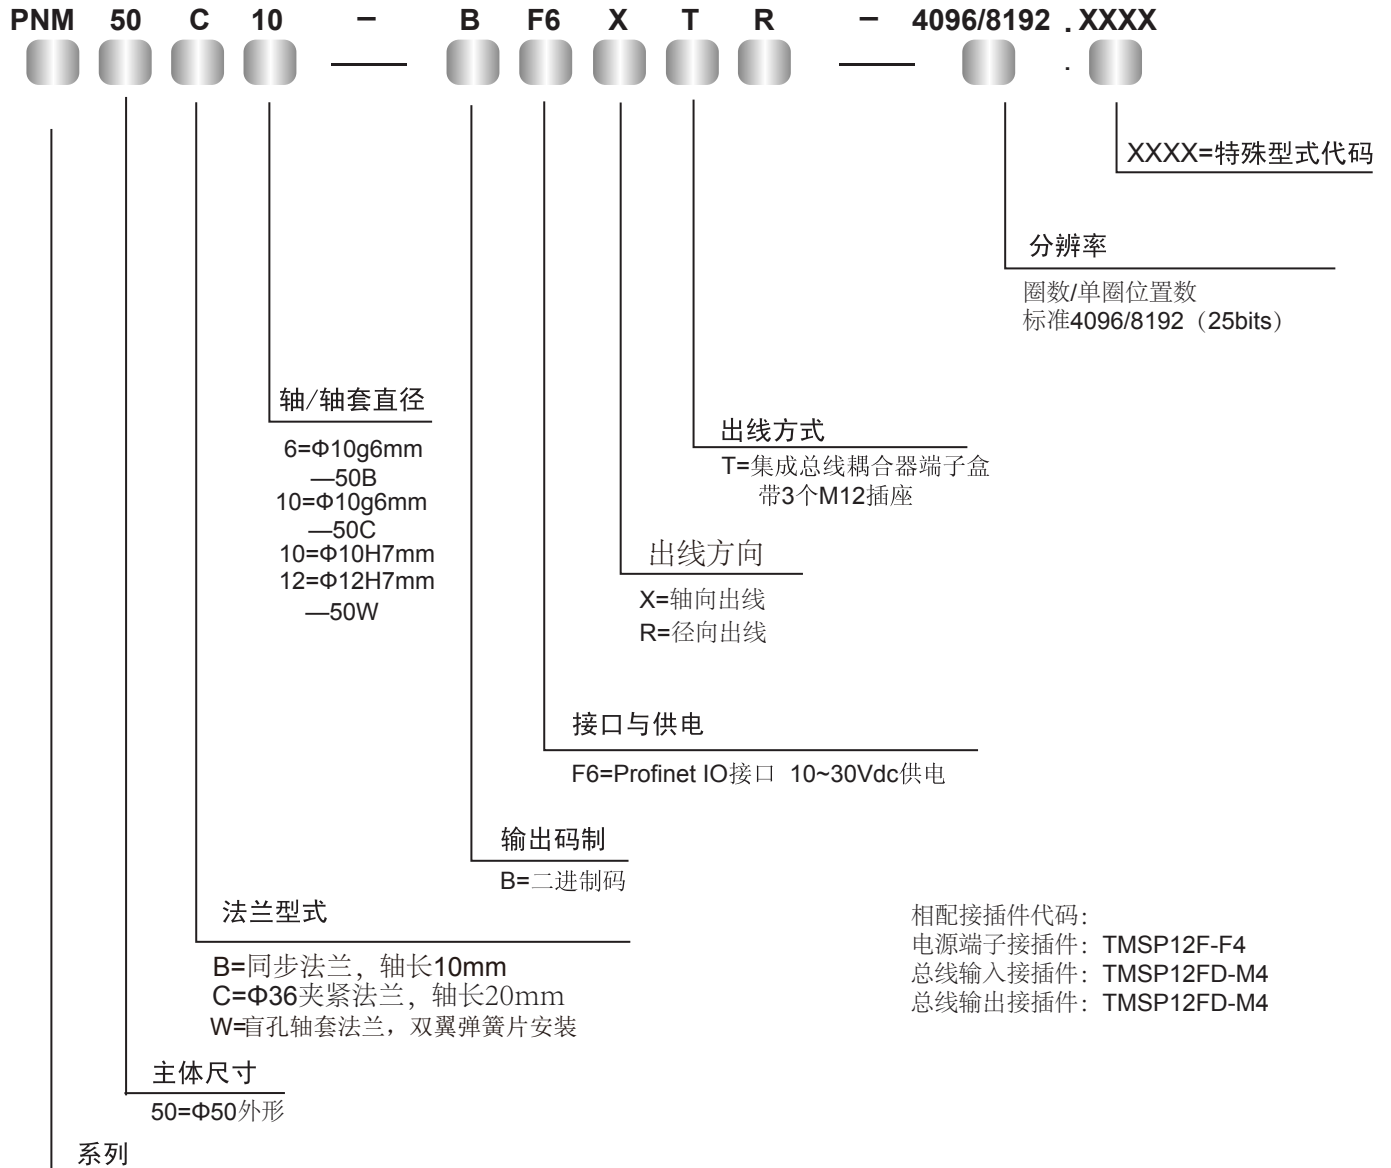 PNM 50 C 10 – B F6 X T R – 4096/8192 . XXXX
.
XXXX=特殊型式代码
分辨率
圈数/单圈位置数
标准4096/8192（25bits）
轴/轴套直径
6=Φ10g6mm
—50B
10=Φ10g6mm
—50C
10=Φ10H7mm
12=Φ12H7mm
—50W
出线方式
T=集成总线耦合器端子盒
带3个M12插座
出线方向
X=轴向出线
R=径向出线
接口与供电
F6=Profinet IO接口 10~30Vdc供电
输出码制
B=二进制码
法兰型式
B=同步法兰，轴长10mm
C=Φ36夹紧法兰，轴长20mm
W=盲孔轴套法兰，双翼弹簧片安装
相配接插件代码：
电源端子接插件：TMSP12F-F4
总线输入接插件：TMSP12FD-M4
总线输出接插件：TMSP12FD-M4
主体尺寸
50=Φ50外形
系列